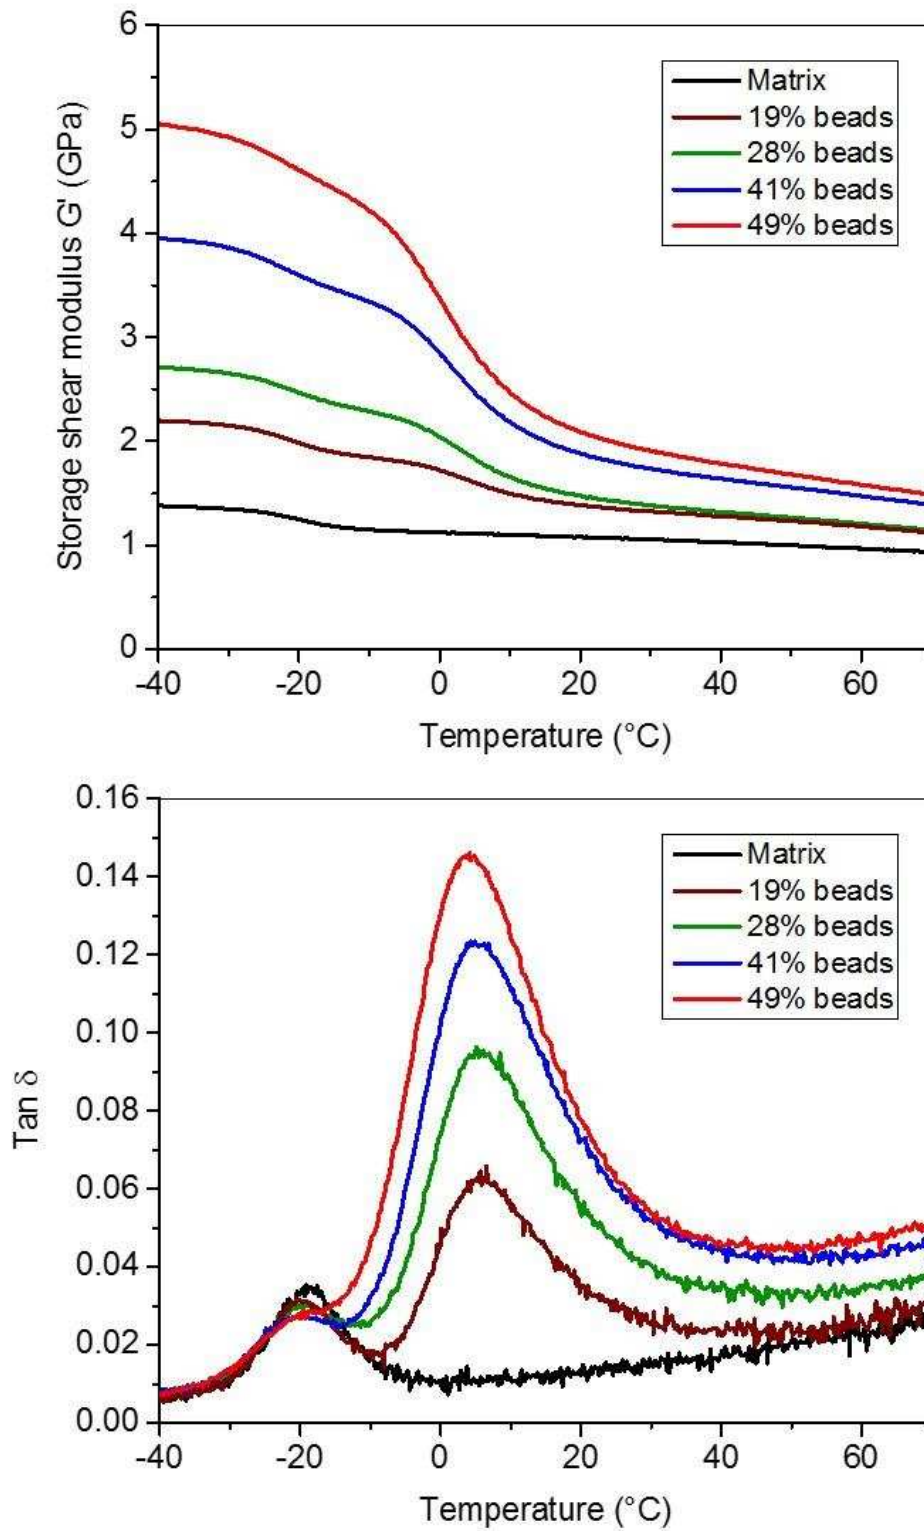 6
5
4
3
2
1
0
Storage shear modulus G' (GPa)
Matrix
19% beads
28% beads
41% beads
49% beads
-40 -20 0 20 40 60
Temperature (°C)
0.16
0.14
0.12
0.10
0.08
0.06
0.04
0.02
0.00
Tan δ
Matrix
19% beads
28% beads
41% beads
49% beads
-40 -20 0 20 40 60
Temperature (°C)